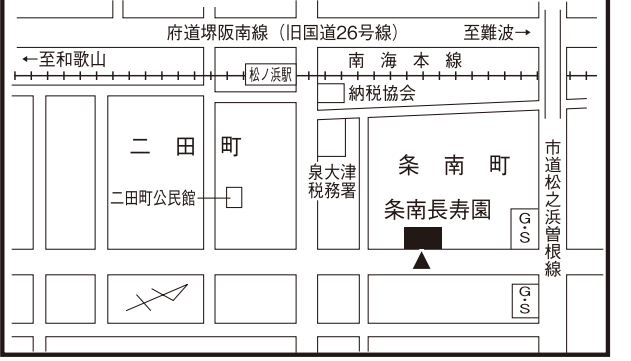 府道堺阪南線（旧国道26号線） 至難波→
←至和歌山
南海本線
松ノ浜駅
納税協会
二田町
条南町
泉大津
税務署
二田町公民館
条南長寿園
市道松之浜曽根線
G・S
G・S